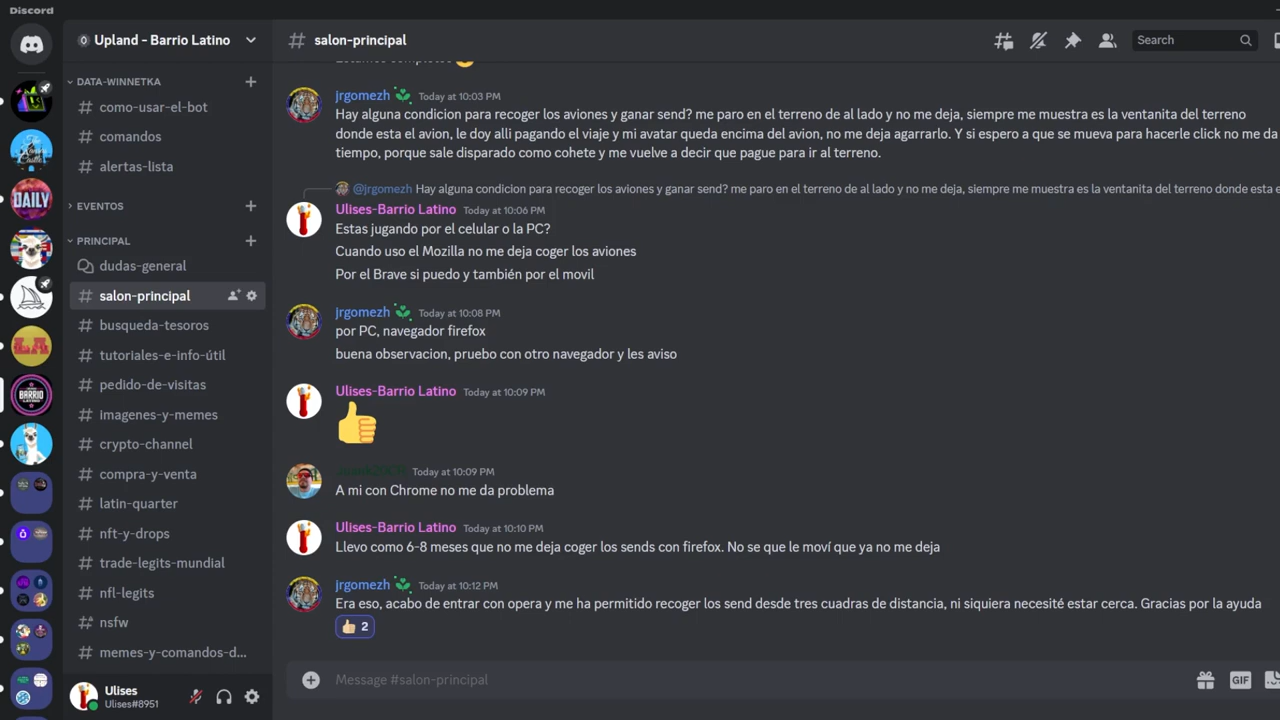 Discord
Upland - Barrio Latino
DATA-WINNETKA
como-usar-el-bot
comandos
alertas-lista
EVENTOS
PRINCIPAL
dudas-general
salon-principal
busqueda-tesoros
tutoriales-e-info-útil
pedido-de-visitas
imagenes-y-memes
crypto-channel
compra-y-venta
latin-quarter
nft-y-drops
trade-legits-mundial
nfl-legits
nsfw
memes-y-comandos-d...
Ulises
Ulises#8951
DAILY
LA
BARRIO
# salon-principal
Search
jrgomezh Today at 10:03 PM
Hay alguna condicion para recoger los aviones y ganar send? me paro en el terreno de al lado y no me deja, siempre me muestra es la ventanita del terreno
donde esta el avion, le doy alli pagando el viaje y mi avatar queda encima del avion, no me deja agarrarlo. Y si espero a que se mueva para hacerle click no me da
tiempo, porque sale disparado como cohete y me vuelve a decir que pague para ir al terreno.
@jrgomezh Hay alguna condicion para recoger los aviones y ganar send? me paro en el terreno de al lado y no me deja, siempre me muestra es la ventanita del terreno donde esta e
Ulises-Barrio Latino Today at 10:06 PM
Estas jugando por el celular o la PC?
Cuando uso el Mozilla no me deja coger los aviones
Por el Brave si puedo y también por el movil
jrgomezh Today at 10:08 PM
por PC, navegador firefox
buena observacion, pruebo con otro navegador y les aviso
Ulises-Barrio Latino Today at 10:09 PM
Today at 10:09 PM
A mi con Chrome no me da problema
Ulises-Barrio Latino Today at 10:10 PM
Llevo como 6-8 meses que no me deja coger los sends con firefox. No se que le moví que ya no me deja
jrgomezh Today at 10:12 PM
Era eso, acabo de entrar con opera y me ha permitido recoger los send desde tres cuadras de distancia, ni siquiera necesité estar cerca. Gracias por la ayuda
2
Message #salon-principal
GIF